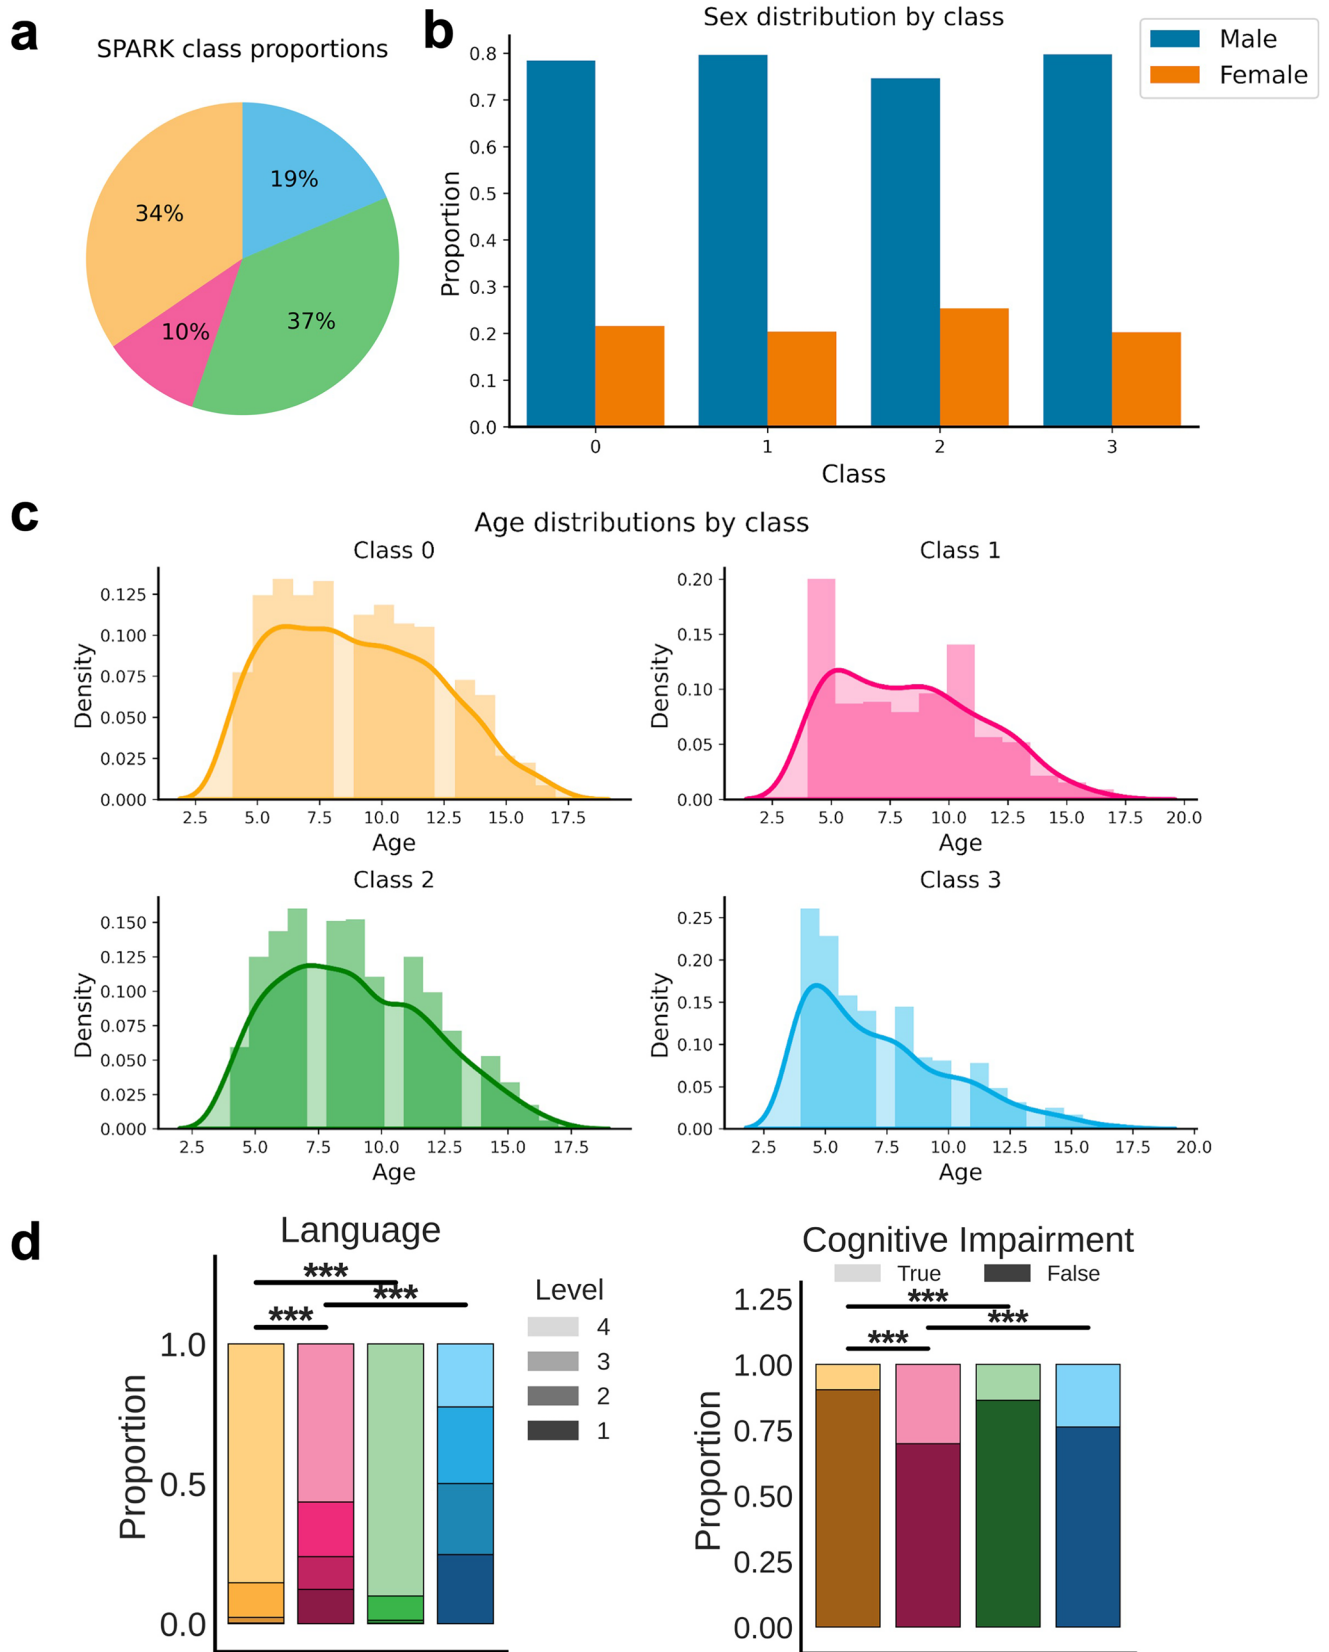 a
SPARK class proportions
19%
34%
10%
37%
b
Sex distribution by class
Male
Female
Proportion
0.8
0.7
0.6
0.5
0.4
0.3
0.2
0.1
0.0
0 1 2 3
Class
c
Age distributions by class
Class 0
Density
0.125
0.100
0.075
0.050
0.025
0.000
2.5 5.0 7.5 10.0 12.5 15.0 17.5
Age
Class 1
Density
0.20
0.15
0.10
0.05
0.00
2.5 5.0 7.5 10.0 12.5 15.0 17.5 20.0
Age
Class 2
Density
0.150
0.125
0.100
0.075
0.050
0.025
0.000
2.5 5.0 7.5 10.0 12.5 15.0 17.5
Age
Class 3
Density
0.25
0.20
0.15
0.10
0.05
0.00
2.5 5.0 7.5 10.0 12.5 15.0 17.5 20.0
Age
d
Language
***
***
***
Proportion
1.0
0.5
0.0
Level
4
3
2
1
Cognitive Impairment
True False
***
***
***
Proportion
1.25
1.00
0.75
0.50
0.25
0.00